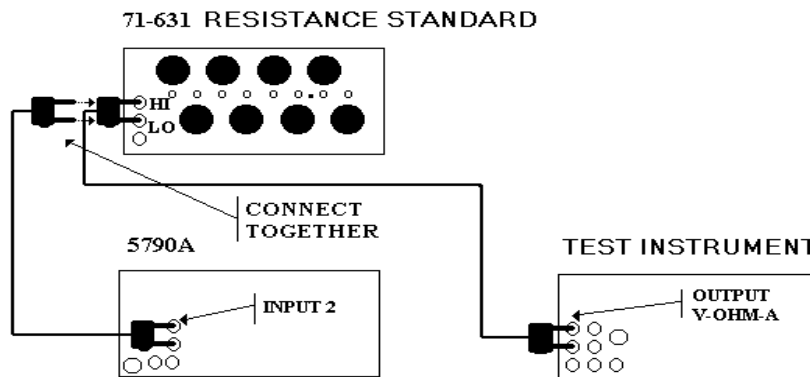 71-631 RESISTANCE STANDARD
HI
LO
CONNECT
TOGETHER
5790A
TEST INSTRUMENT
INPUT 2
OUTPUT
V-OHM-A